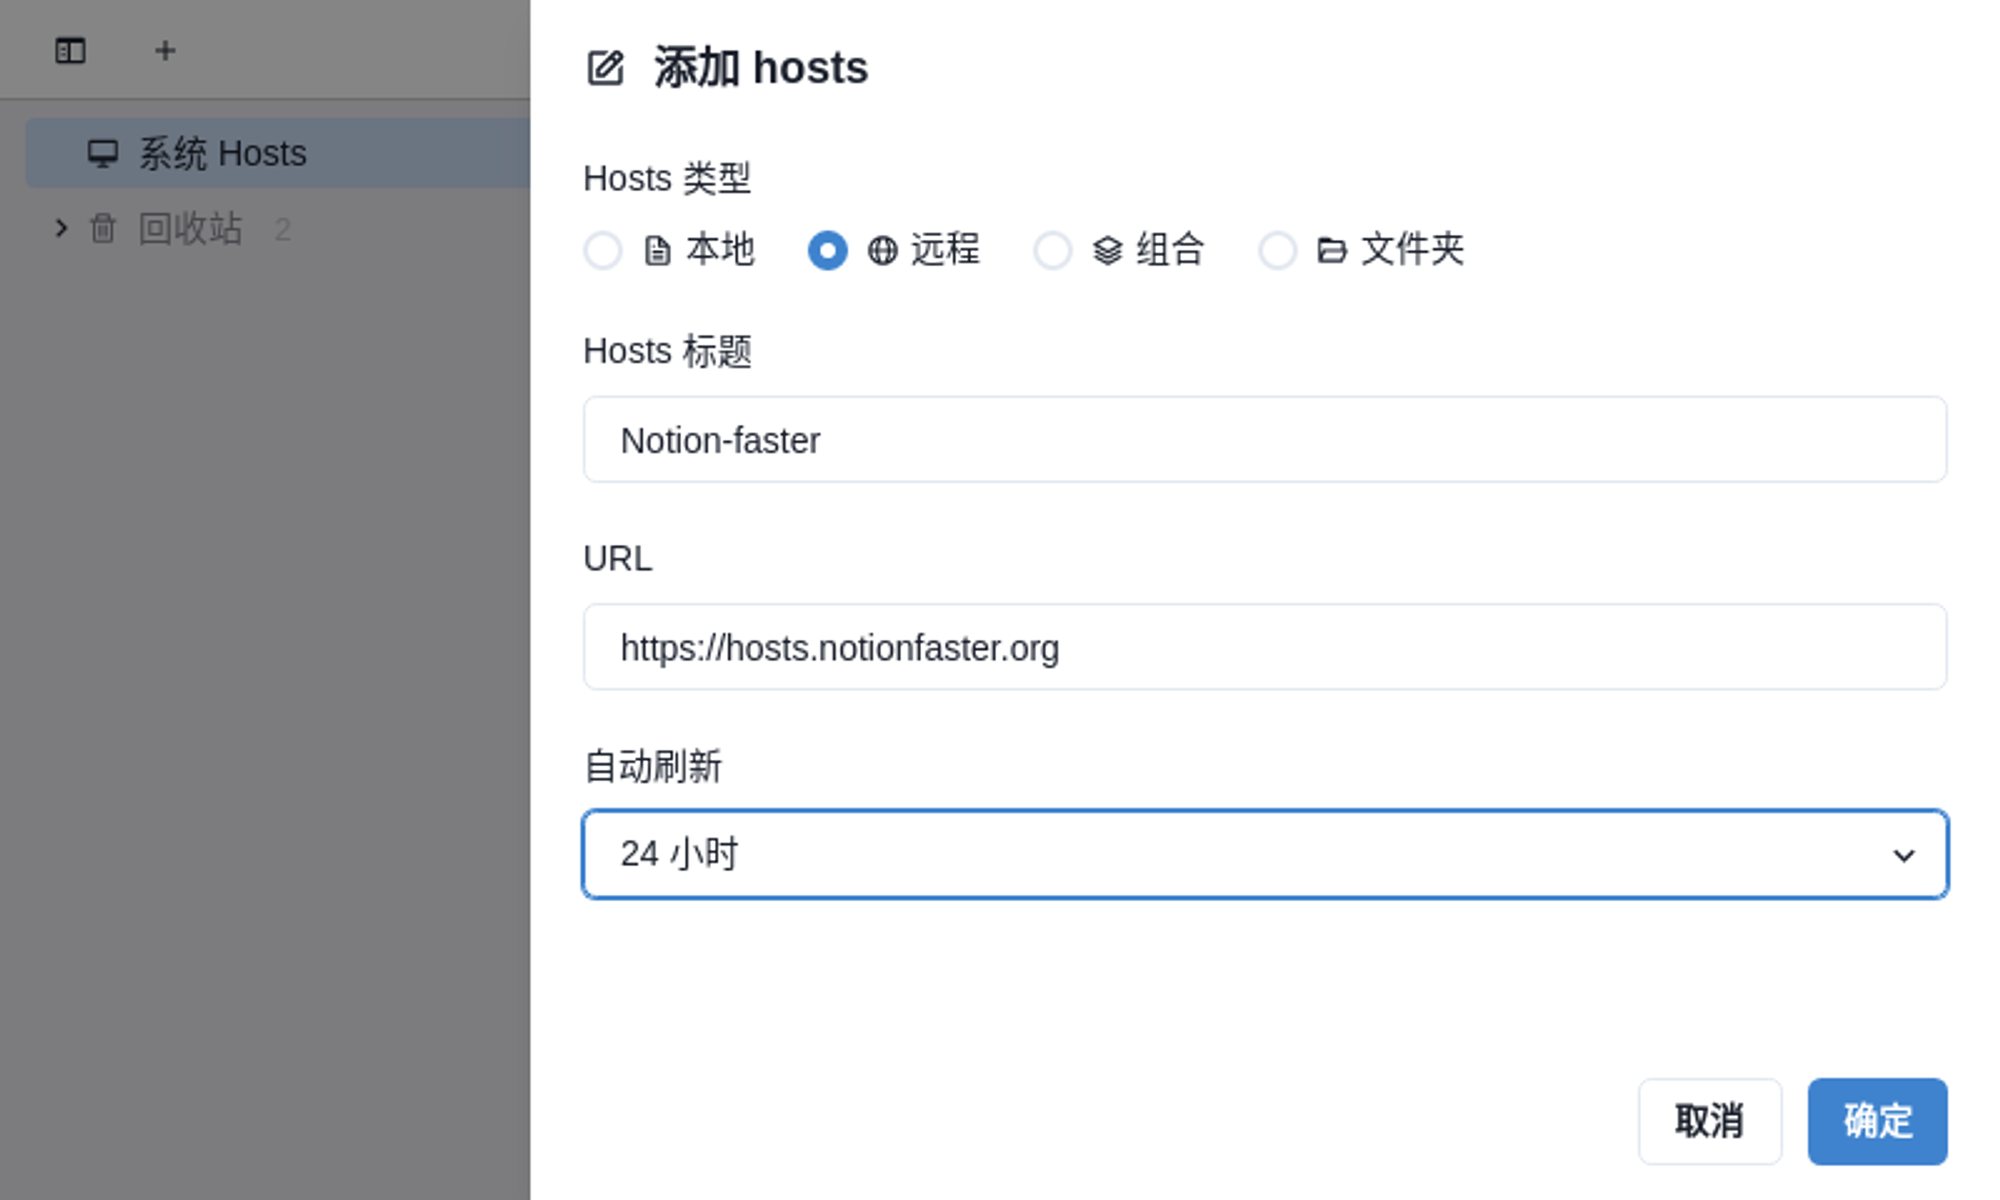 系统 Hosts
回收站 2
添加 hosts
Hosts 类型
本地 远程 组合 文件夹
Hosts 标题
Notion-faster
URL
https://hosts.notionfaster.org
自动刷新
24 小时
取消 确定